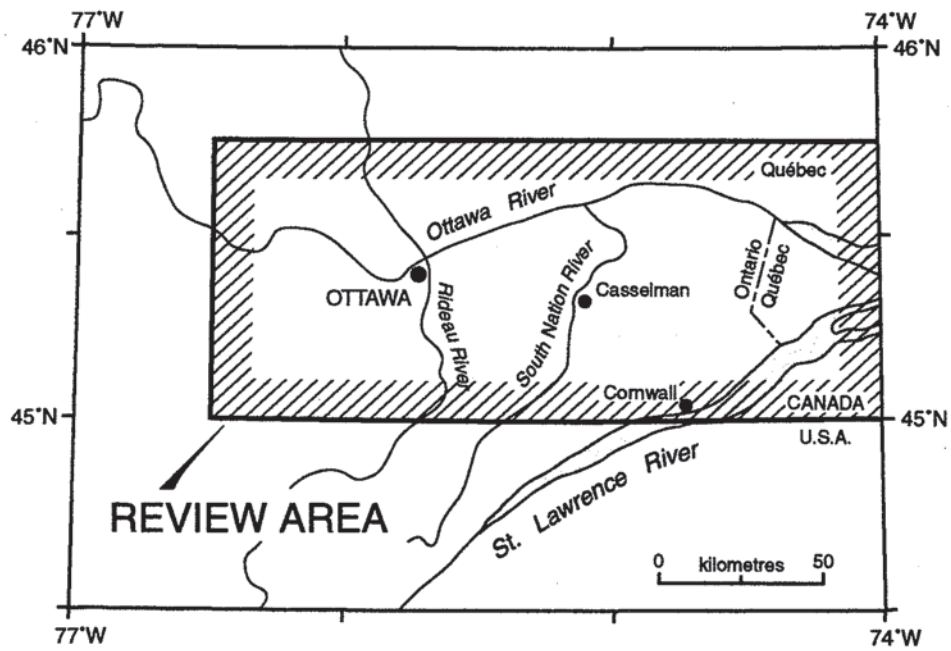 77°W
74°W
46°N
46°N
Québec
Ottawa River
OTTAWA
Rideau River
South Nation River
Casselman
Ontario
Québec
Cornwall
CANADA
45°N
45°N
U.S.A.
REVIEW AREA
St. Lawrence River
0 kilometres 50
77°W
74°W